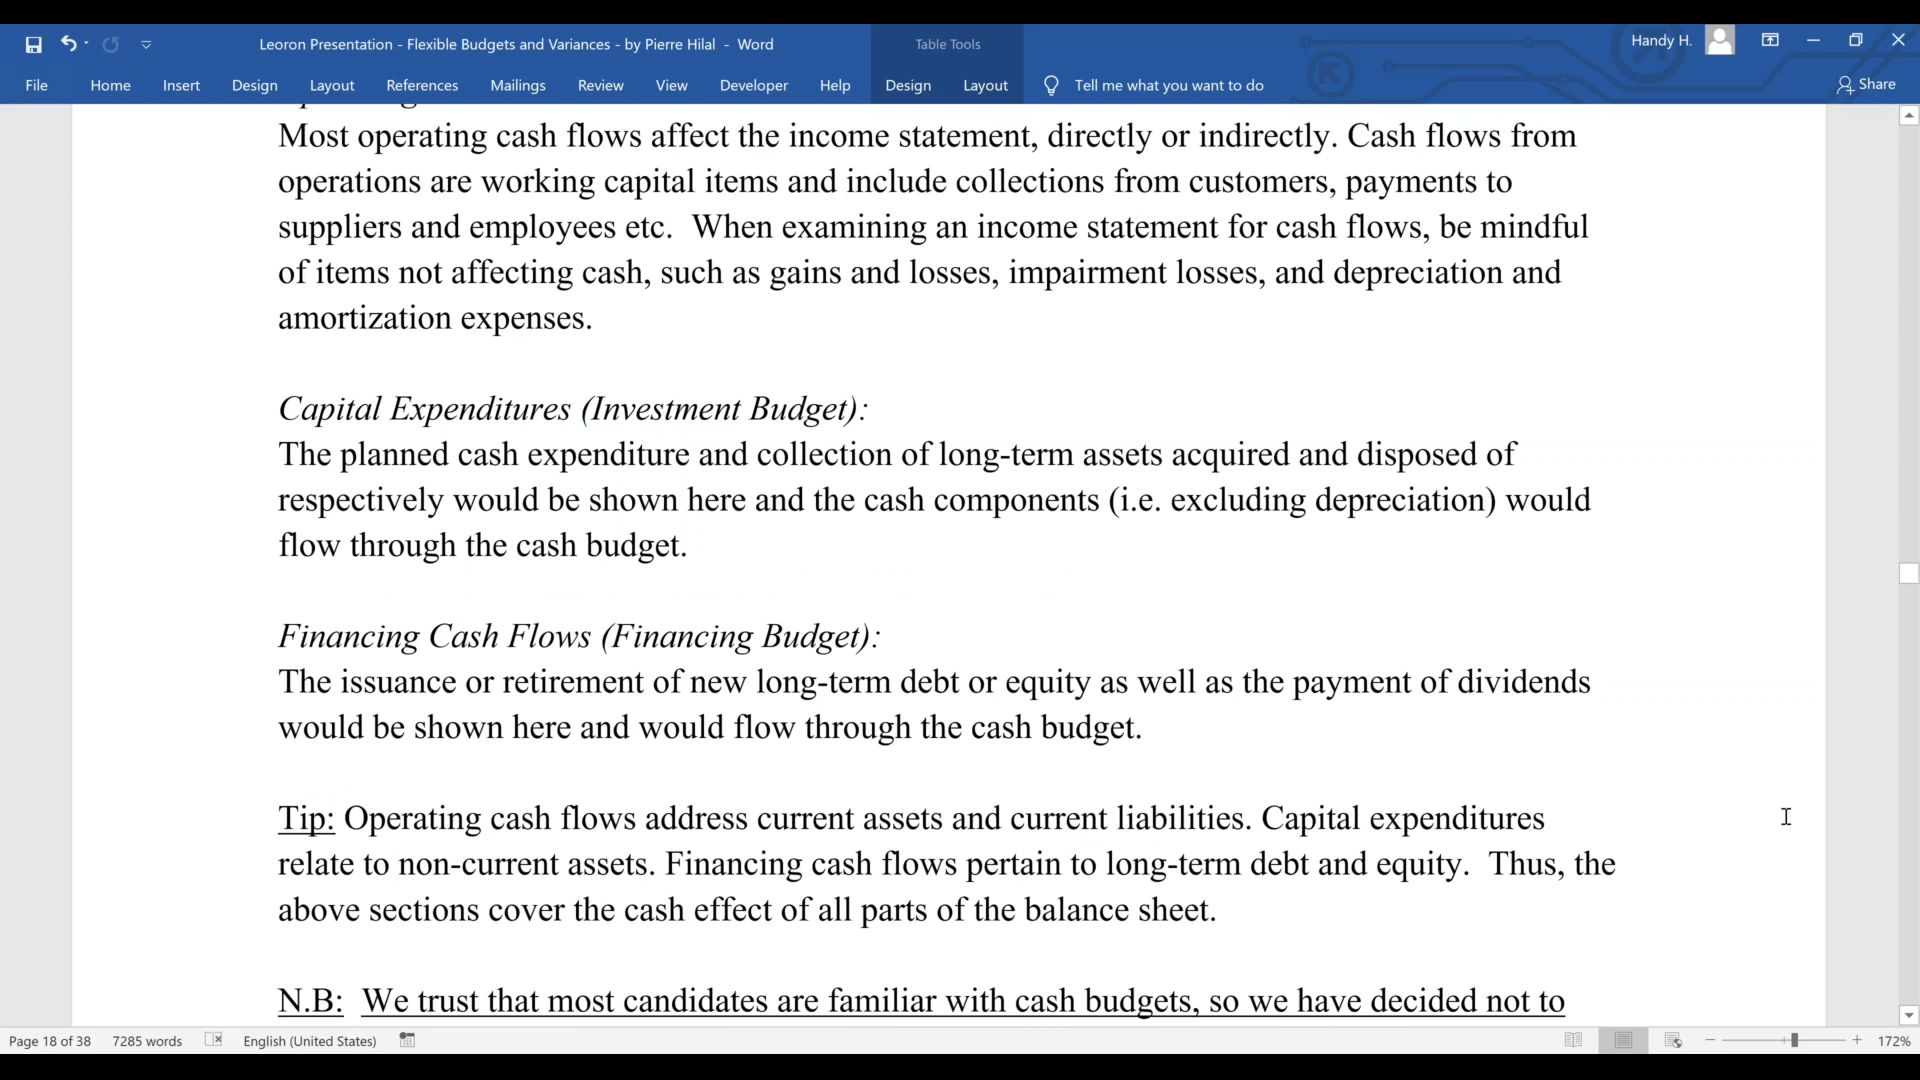 Leoron Presentation - Flexible Budgets and Variances - by Pierre Hilal - Word
Table Tools
Handy H.
File Home Insert Design Layout References Mailings Review View Developer Help Design Layout Tell me what you want to do Share
Most operating cash flows affect the income statement, directly or indirectly. Cash flows from
operations are working capital items and include collections from customers, payments to
suppliers and employees etc.  When examining an income statement for cash flows, be mindful
of items not affecting cash, such as gains and losses, impairment losses, and depreciation and
amortization expenses.
Capital Expenditures (Investment Budget):
The planned cash expenditure and collection of long-term assets acquired and disposed of
respectively would be shown here and the cash components (i.e. excluding depreciation) would
flow through the cash budget.
Financing Cash Flows (Financing Budget):
The issuance or retirement of new long-term debt or equity as well as the payment of dividends
would be shown here and would flow through the cash budget.
Tip: Operating cash flows address current assets and current liabilities. Capital expenditures
relate to non-current assets. Financing cash flows pertain to long-term debt and equity.  Thus, the
above sections cover the cash effect of all parts of the balance sheet.
N.B:  We trust that most candidates are familiar with cash budgets, so we have decided not to
Page 18 of 38 7285 words English (United States) 172%